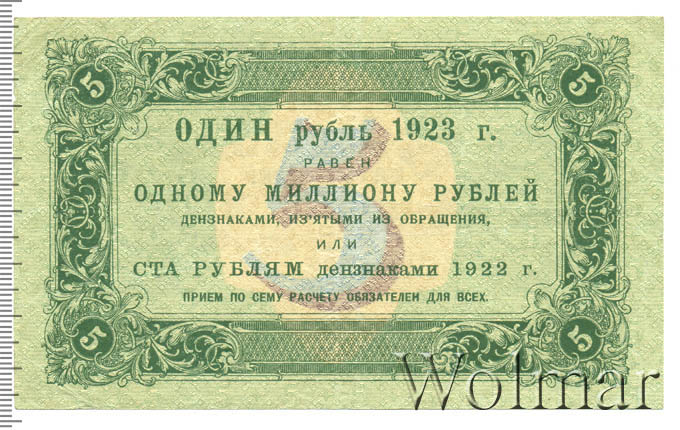 5 5
ОДИН рубль 1923 г.
РАВЕН
ОДНОМУ МИЛЛИОНУ РУБЛЕЙ
ДЕНЗНАКАМИ, ИЗ'ЯТЫМИ ИЗ ОБРАЩЕНИЯ,
5
ИЛИ
СТА РУБЛЯМ дензнаками 1922 г.
ПРИЕМ ПО СЕМУ РАСЧЕТУ ОБЯЗАТЕЛЕН ДЛЯ ВСЕХ.
5 5
Wolmar